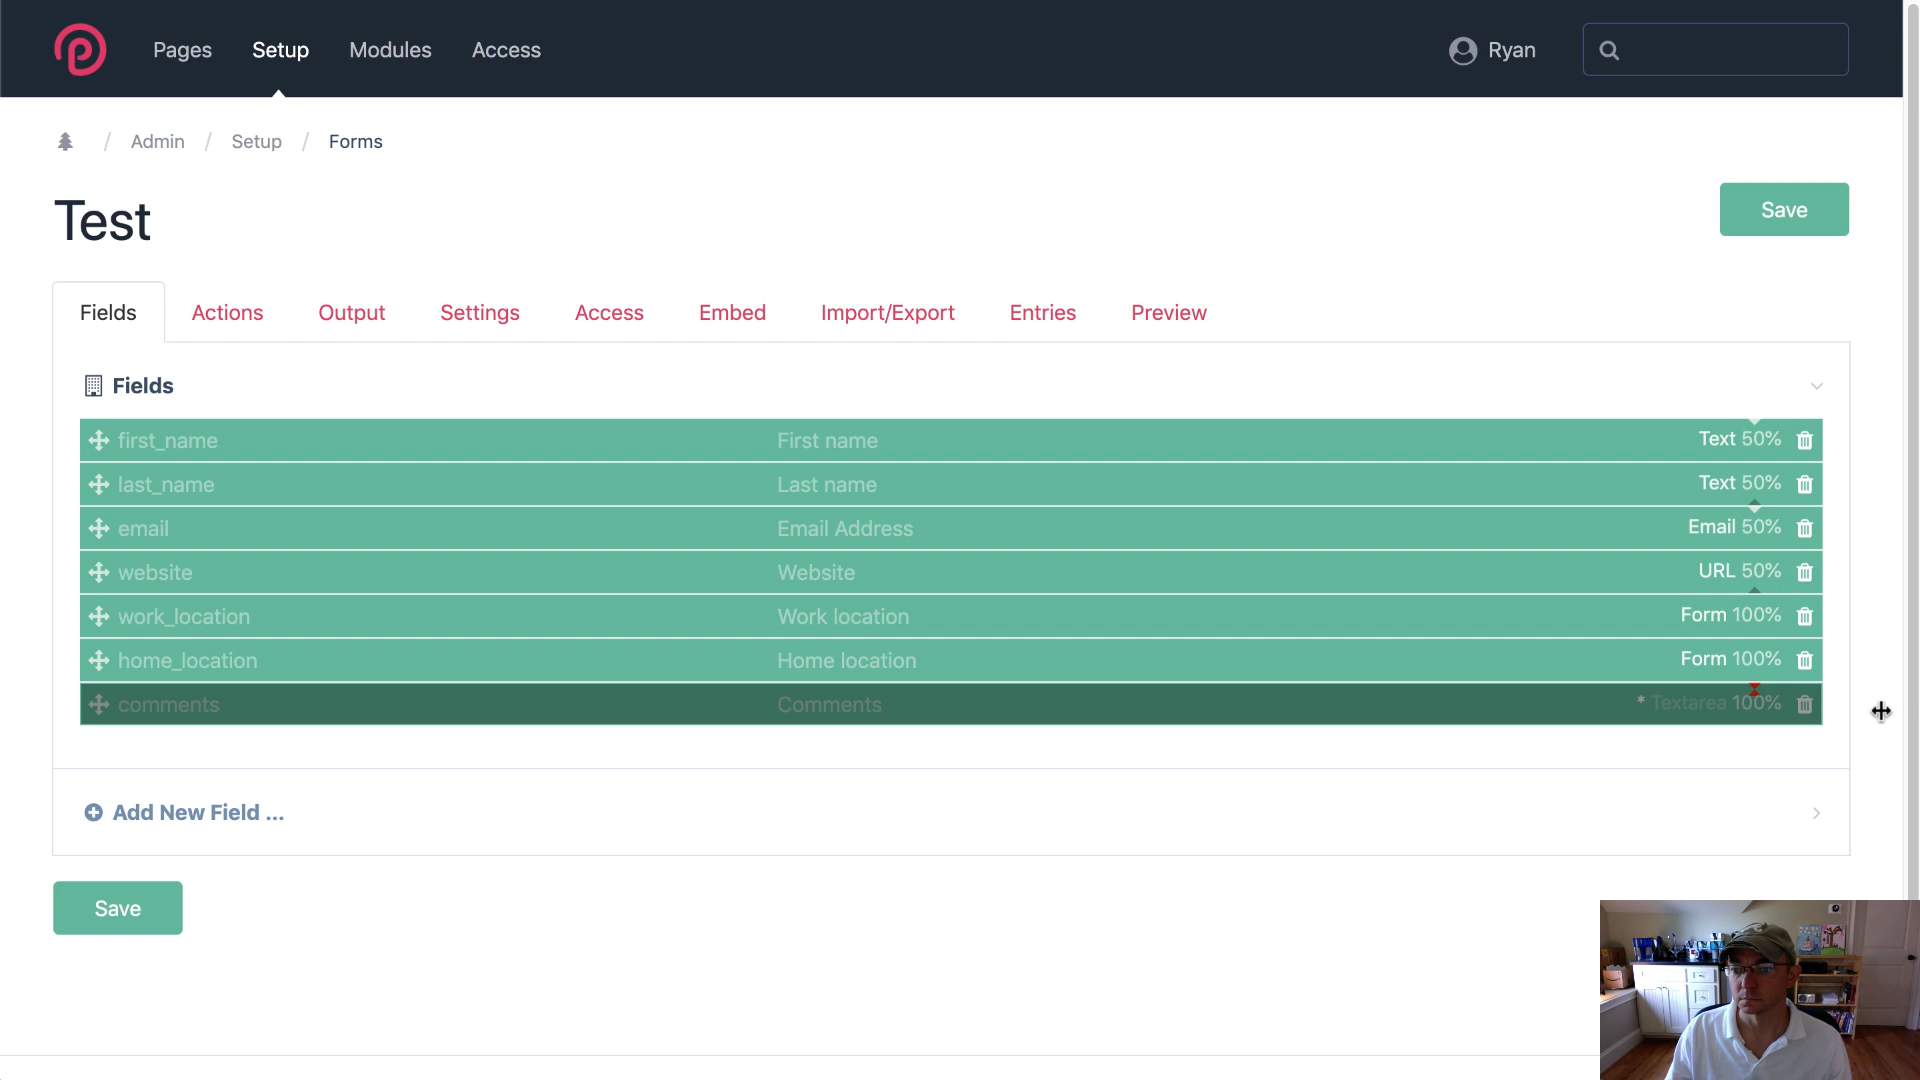 Pages Setup Modules Access Ryan
/ Admin / Setup / Forms
Test
Save
Fields Actions Output Settings Access Embed Import/Export Entries Preview
Fields
first_name First name Text 50%
last_name Last name Text 50%
email Email Address Email 50%
website Website URL 50%
work_location Work location Form 100%
home_location Home location Form 100%
comments Comments * Textarea 100%
Add New Field ...
Save